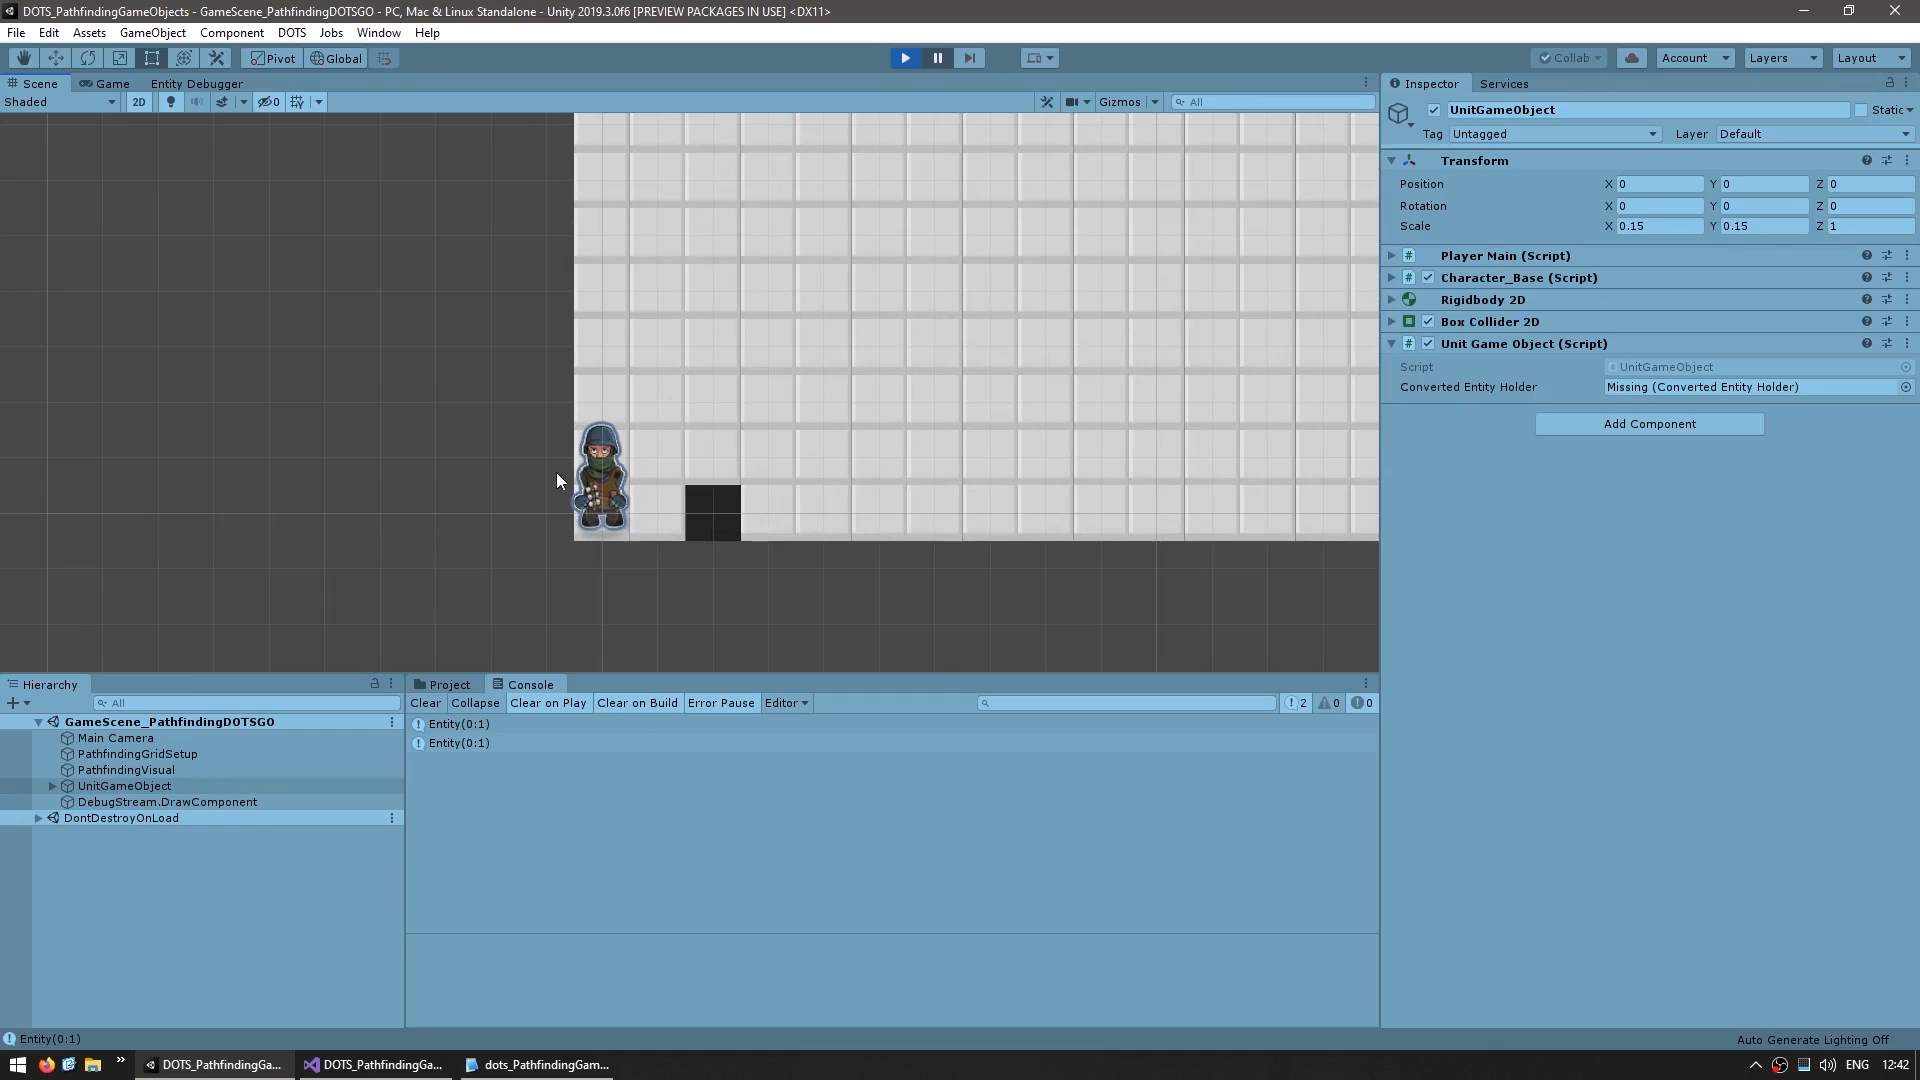 DOTS_PathfindingGameObjects - GameScene_PathfindingDOTSGO - PC, Mac & Linux Standalone - Unity 2019.3.0f6 [PREVIEW PACKAGES IN USE] <DX11>
File Edit Assets GameObject Component DOTS Jobs Window Help
Pivot Global Collab Account Layers Layout
Scene Game Entity Debugger Inspector Services
Shaded 2D 0 Gizmos All
UnitGameObject Static
Tag Untagged Layer Default
Transform
Position X 0 Y 0 Z 0
Rotation X 0 Y 0 Z 0
Scale X 0.15 Y 0.15 Z 1
Player Main (Script)
Character_Base (Script)
Rigidbody 2D
Box Collider 2D
Unit Game Object (Script)
Script UnitGameObject
Converted Entity Holder Missing (Converted Entity Holder)
Add Component
Hierarchy Project Console
All Clear Collapse Clear on Play Clear on Build Error Pause Editor 2 0 0
GameScene_PathfindingDOTSGO
Main Camera
PathfindingGridSetup
PathfindingVisual
UnitGameObject
DebugStream.DrawComponent
DontDestroyOnLoad
Entity(0:1)
Entity(0:1)
Entity(0:1) Auto Generate Lighting Off
DOTS_PathfindingGa... DOTS_PathfindingGa... dots_PathfindingGam... ENG 12:42